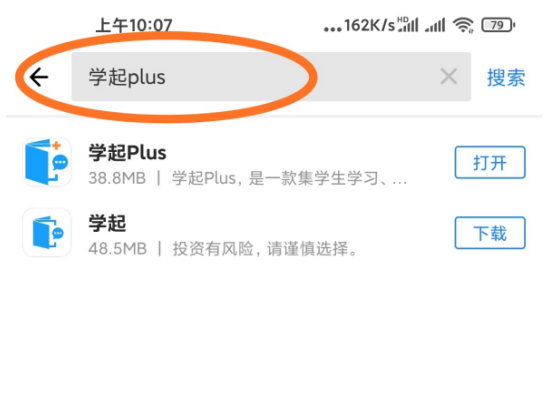 上午10:07 ...162K/s HD 79
学起plus 搜索
学起Plus
38.8MB | 学起Plus, 是一款集学生学习、...
打开
学起
48.5MB | 投资有风险, 请谨慎选择。
下载